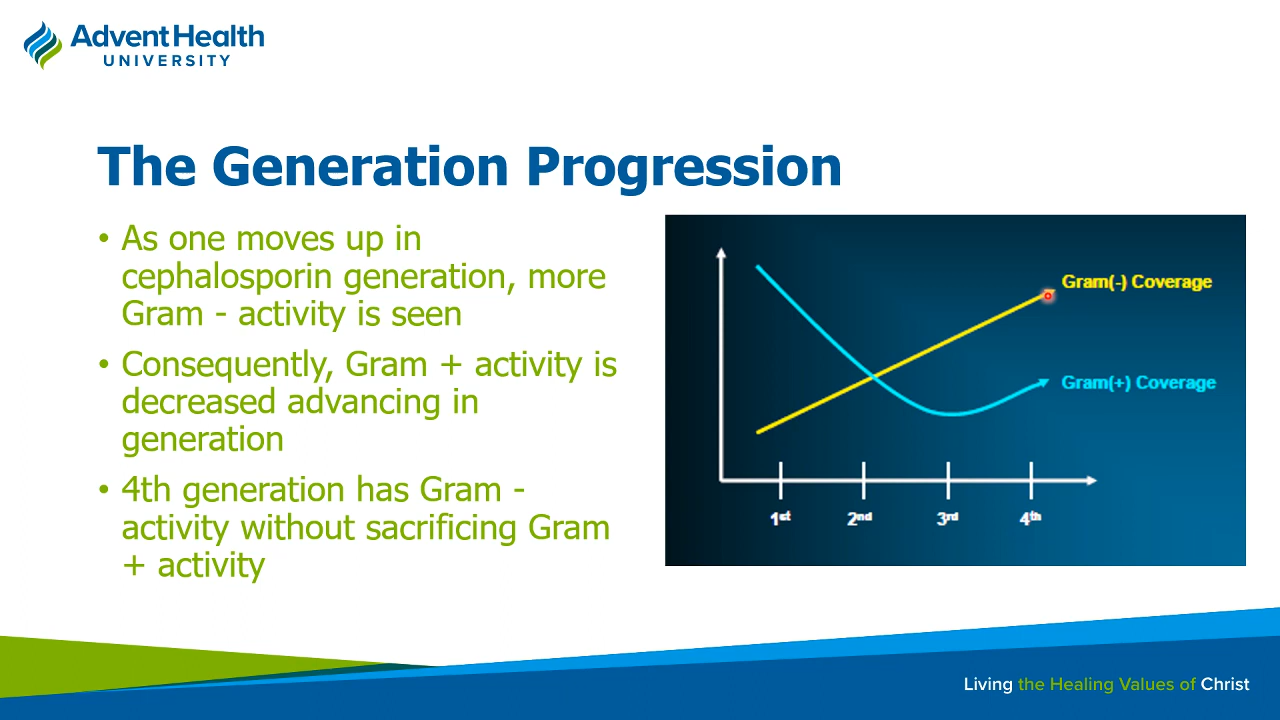 AdventHealth
UNIVERSITY
The Generation Progression
• As one moves up in
cephalosporin generation, more
Gram - activity is seen
• Consequently, Gram + activity is
decreased advancing in
generation
• 4th generation has Gram -
activity without sacrificing Gram
+ activity
Gram(-) Coverage
Gram(+) Coverage
1st 2nd 3rd 4th
Living the Healing Values of Christ